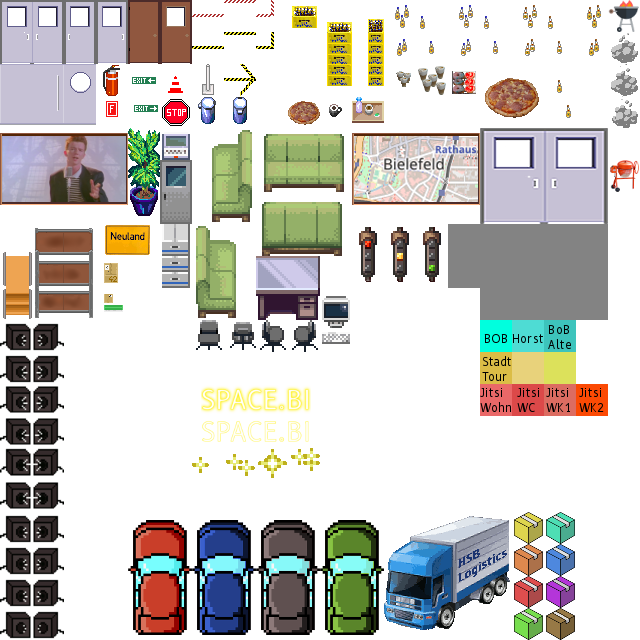 EXIT
EXIT
F
STOP
Rathaus
Bielefeld
Neuland
BOB
Horst
BoB
Alte
Stadt
Tour
Jitsi
Wohn
Jitsi
WC
Jitsi
WK1
Jitsi
WK2
SPACE.BI
SPACE.BI
HSB
Logistics